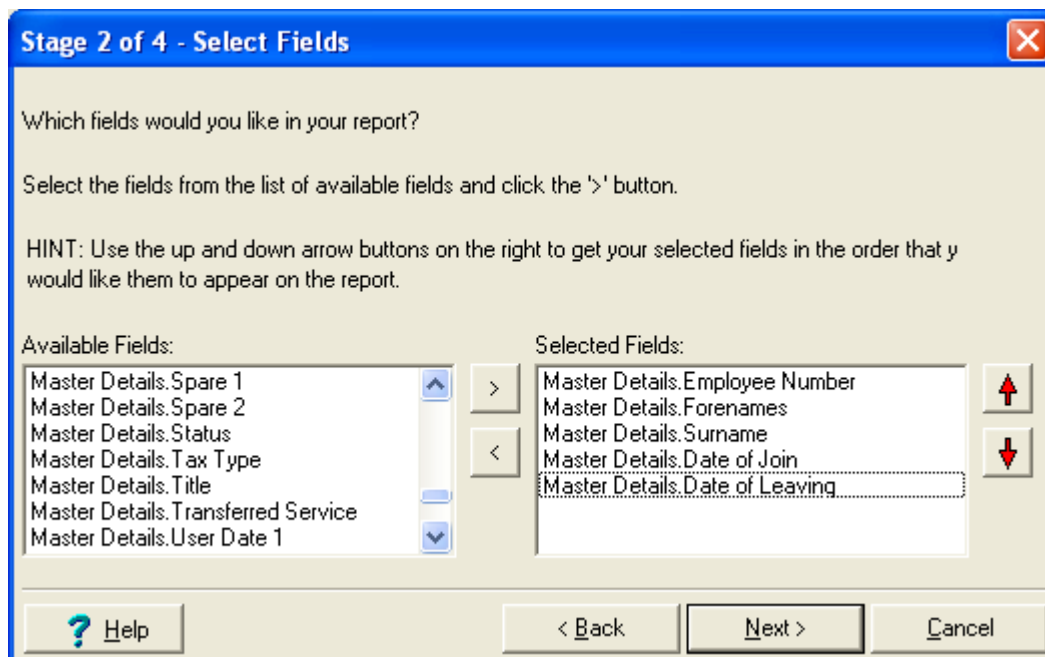 Stage 2 of 4 - Select Fields
Which fields would you like in your report?
Select the fields from the list of available fields and click the '>' button.
HINT: Use the up and down arrow buttons on the right to get your selected fields in the order that y
would like them to appear on the report.
Available Fields:
Master Details.Spare 1
Master Details.Spare 2
Master Details.Status
Master Details.Tax Type
Master Details.Title
Master Details.Transferred Service
Master Details.User Date 1
>
<
Selected Fields:
Master Details.Employee Number
Master Details.Forenames
Master Details.Surname
Master Details.Date of Join
Master Details.Date of Leaving
? Help
< Back
Next >
Cancel